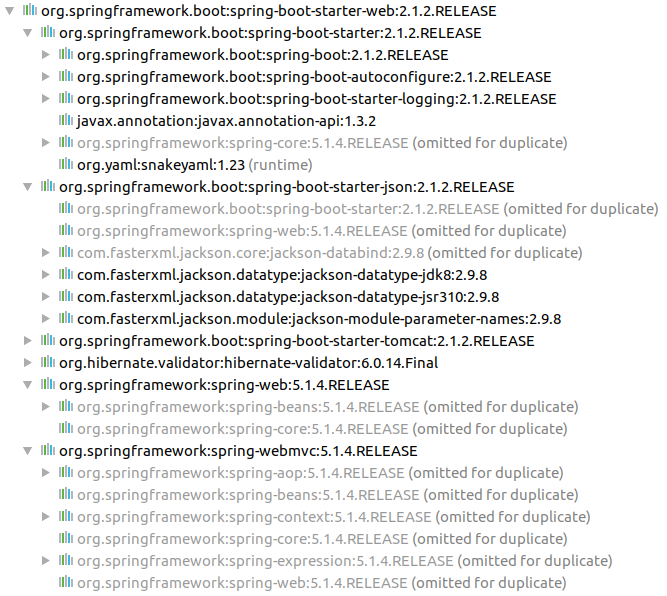 org.springframework.boot:spring-boot-starter-web:2.1.2.RELEASE
org.springframework.boot:spring-boot-starter:2.1.2.RELEASE
org.springframework.boot:spring-boot:2.1.2.RELEASE
org.springframework.boot:spring-boot-autoconfigure:2.1.2.RELEASE
org.springframework.boot:spring-boot-starter-logging:2.1.2.RELEASE
javax.annotation:javax.annotation-api:1.3.2
org.springframework:spring-core:5.1.4.RELEASE (omitted for duplicate)
org.yaml:snakeyaml:1.23 (runtime)
org.springframework.boot:spring-boot-starter-json:2.1.2.RELEASE
org.springframework.boot:spring-boot-starter:2.1.2.RELEASE (omitted for duplicate)
org.springframework:spring-web:5.1.4.RELEASE (omitted for duplicate)
com.fasterxml.jackson.core:jackson-databind:2.9.8 (omitted for duplicate)
com.fasterxml.jackson.datatype:jackson-datatype-jdk8:2.9.8
com.fasterxml.jackson.datatype:jackson-datatype-jsr310:2.9.8
com.fasterxml.jackson.module:jackson-module-parameter-names:2.9.8
org.springframework.boot:spring-boot-starter-tomcat:2.1.2.RELEASE
org.hibernate.validator:hibernate-validator:6.0.14.Final
org.springframework:spring-web:5.1.4.RELEASE
org.springframework:spring-beans:5.1.4.RELEASE (omitted for duplicate)
org.springframework:spring-core:5.1.4.RELEASE (omitted for duplicate)
org.springframework:spring-webmvc:5.1.4.RELEASE
org.springframework:spring-aop:5.1.4.RELEASE (omitted for duplicate)
org.springframework:spring-beans:5.1.4.RELEASE (omitted for duplicate)
org.springframework:spring-context:5.1.4.RELEASE (omitted for duplicate)
org.springframework:spring-core:5.1.4.RELEASE (omitted for duplicate)
org.springframework:spring-expression:5.1.4.RELEASE (omitted for duplicate)
org.springframework:spring-web:5.1.4.RELEASE (omitted for duplicate)